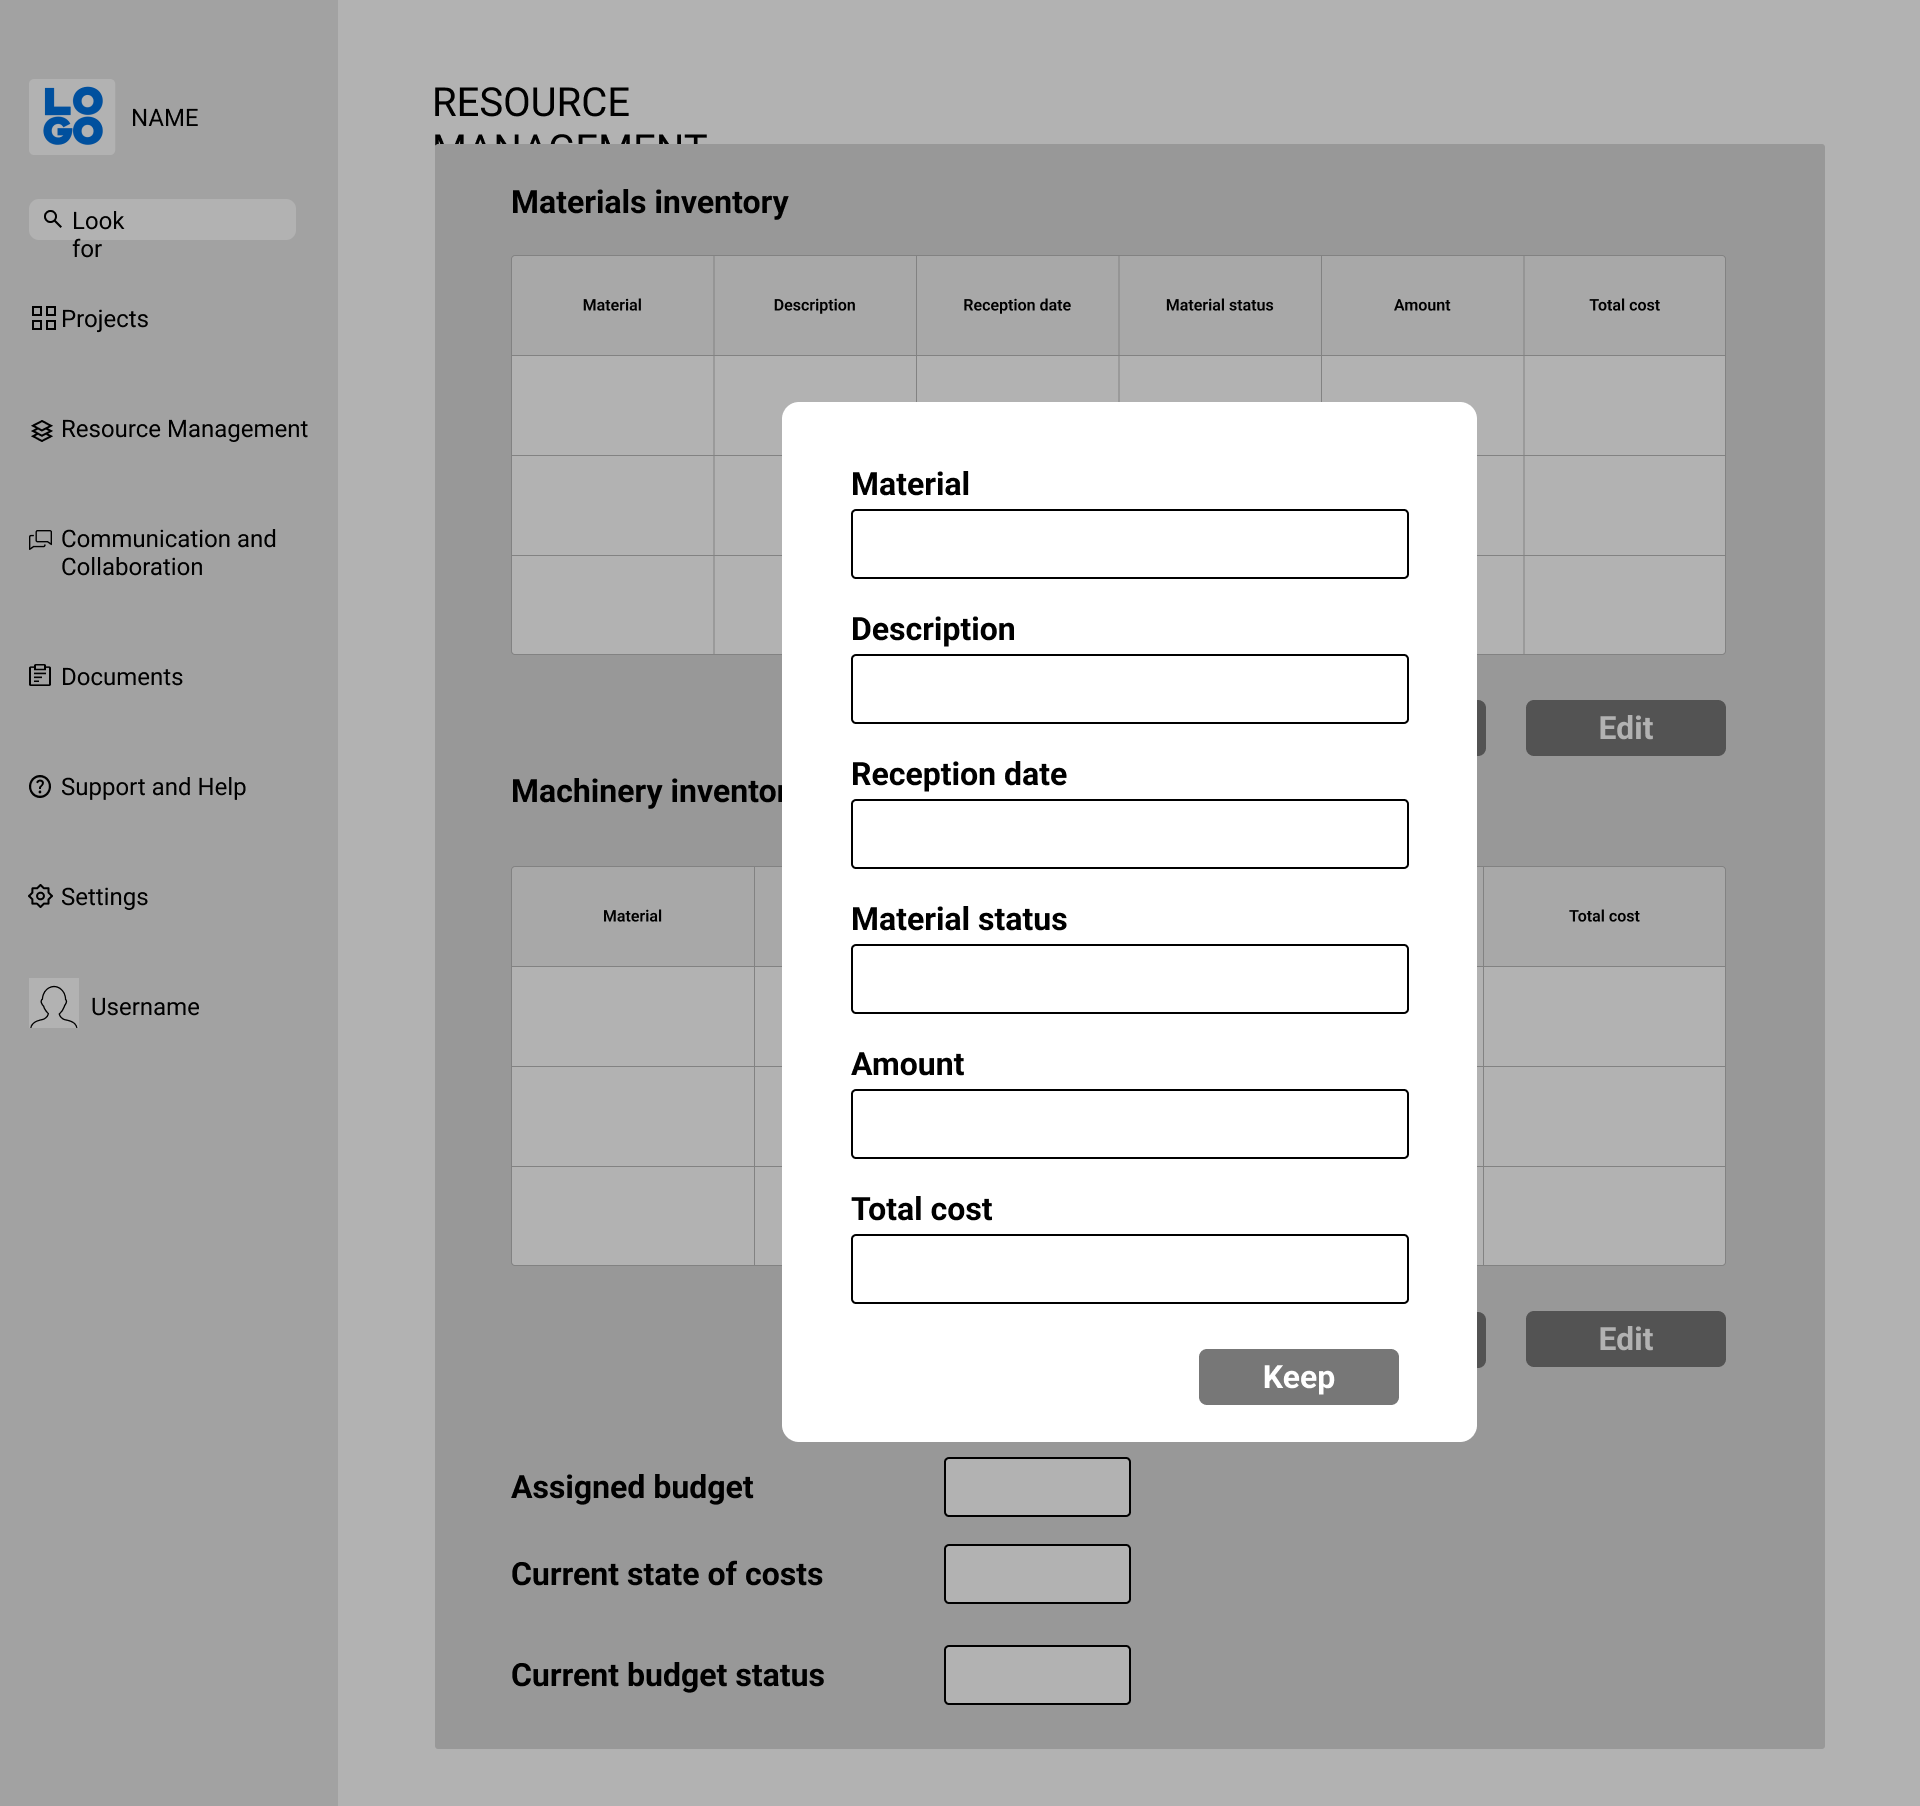 LO
GO
NAME
Look
for
Projects
Resource Management
Communication and
Collaboration
Documents
Support and Help
Settings
Username
RESOURCE
MANAGEMENT
Materials inventory
Material
Description
Reception date
Material status
Amount
Total cost
Edit
Machinery
Material
Total cost
Edit
Material
Description
Reception date
Material status
Amount
Total cost
Keep
Assigned budget
Current state of costs
Current budget status